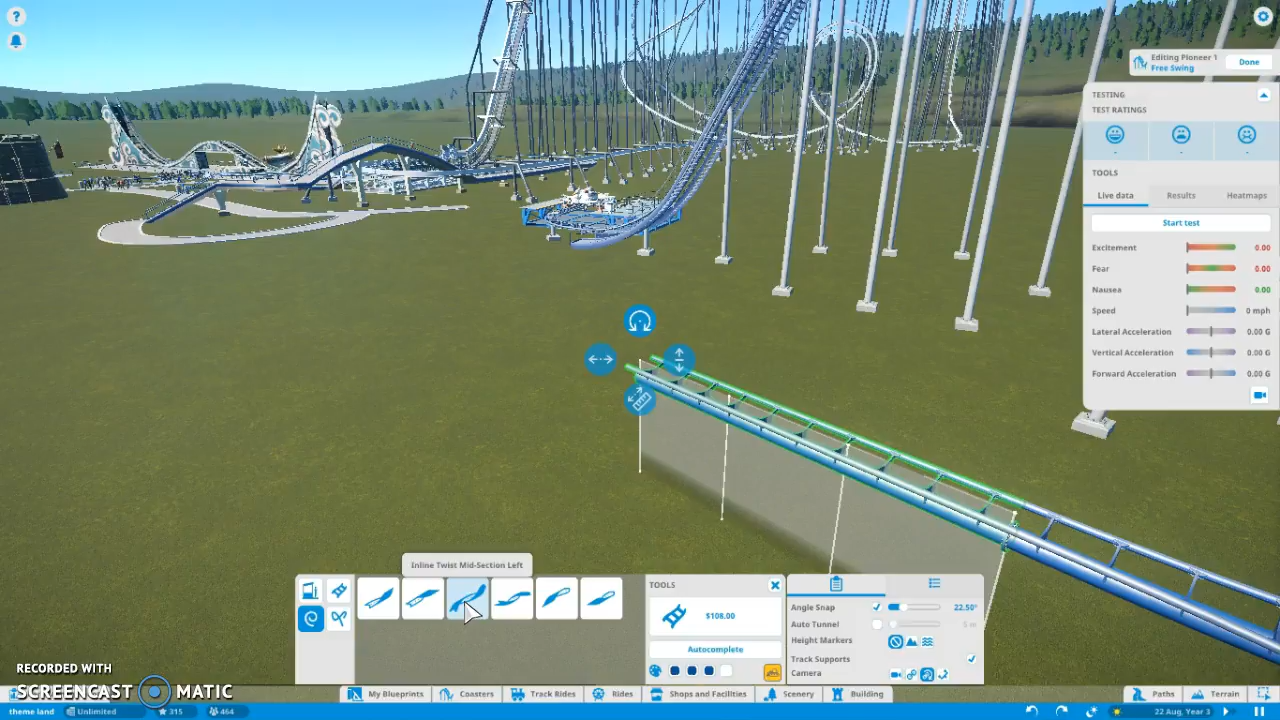 ?
Editing Pioneer 1
Free Swing
Done
TESTING
TEST RATINGS
- - -
TOOLS
Live data Results Heatmaps
Start test
Excitement 0.00
Fear 0.00
Nausea 0.00
Speed 0 mph
Lateral Acceleration 0.00 G
Vertical Acceleration 0.00 G
Forward Acceleration 0.00 G
Inline Twist Mid-Section Left
TOOLS
$108.00
Autocomplete
Angle Snap 22.50°
Auto Tunnel 5 m
Height Markers
Track Supports
Camera
RECORDED WITH
SCREENCAST MATIC
My Blueprints Coasters Track Rides Rides Shops and Facilities Scenery Building Paths Terrain
theme land Unlimited 315 464 22 Aug, Year 3